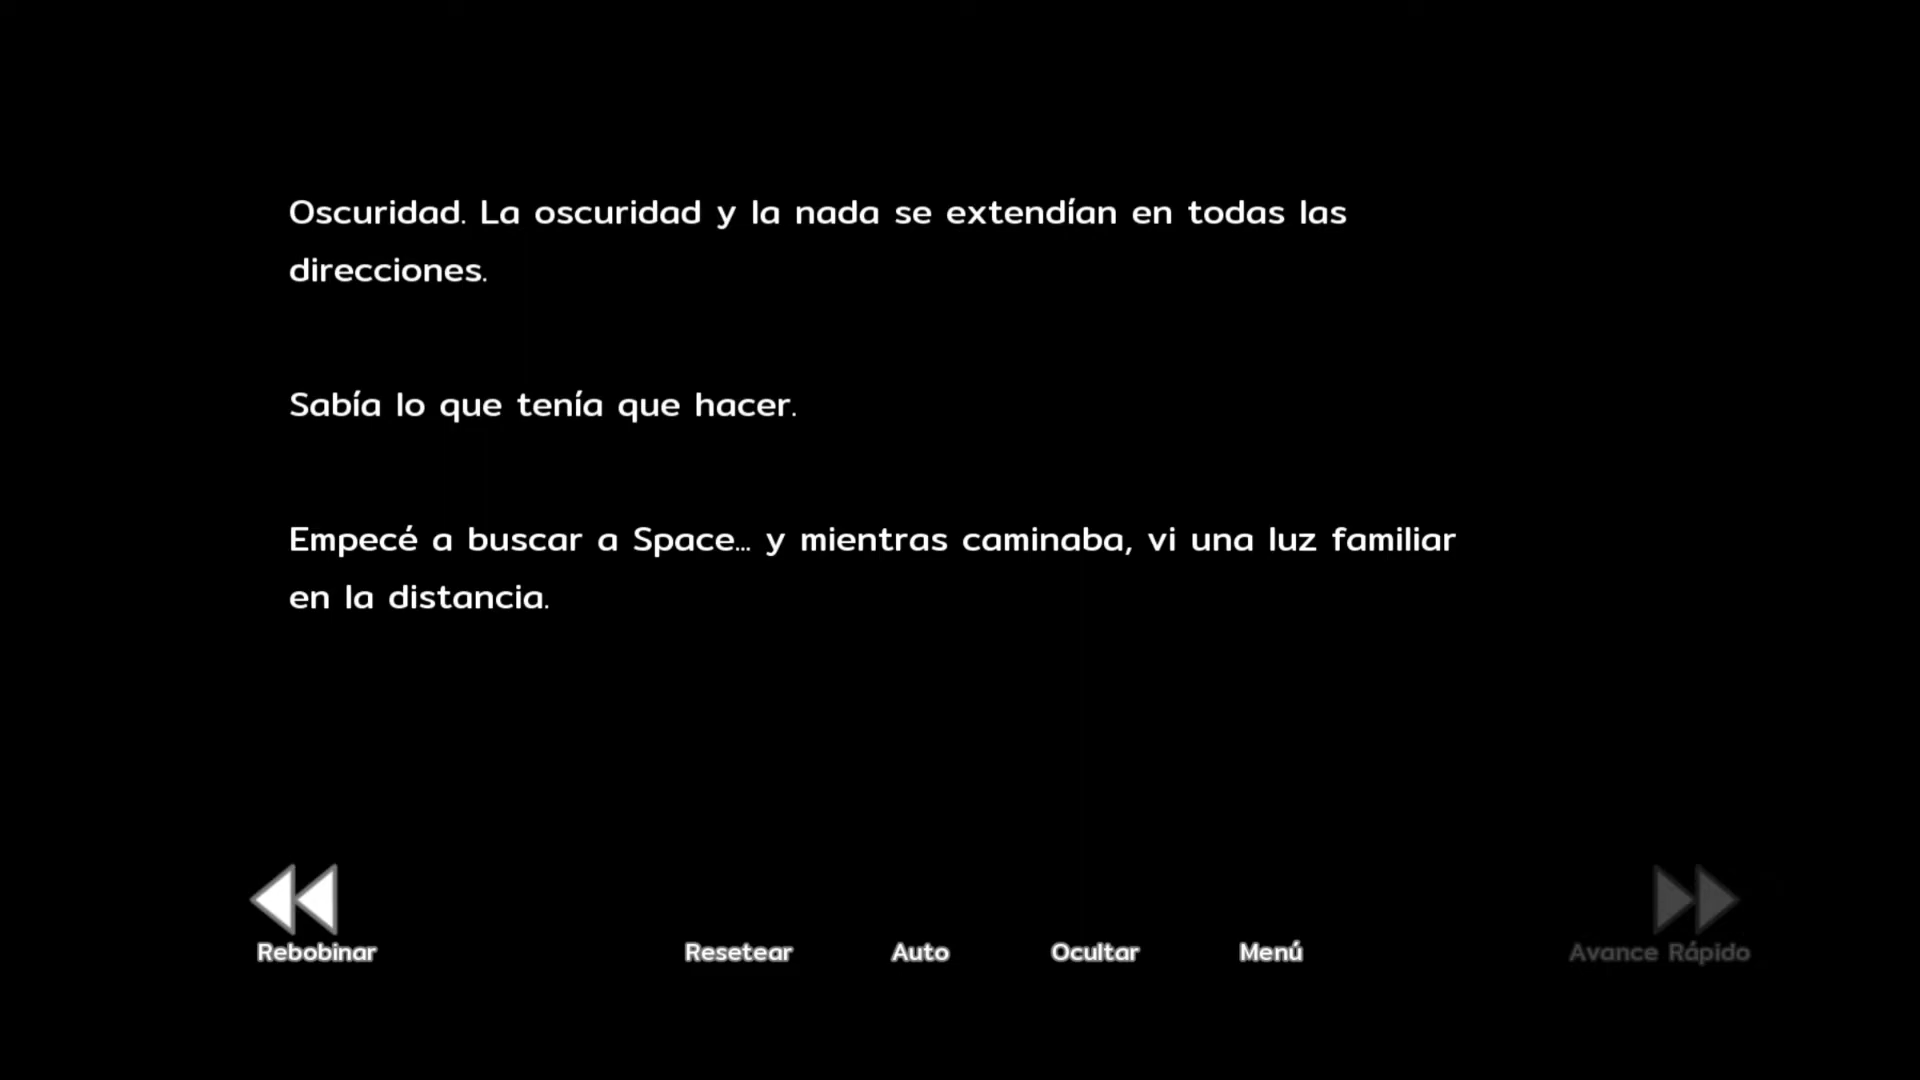 Oscuridad. La oscuridad y la nada se extendían en todas las
direcciones.
Sabía lo que tenía que hacer.
Empecé a buscar a Space... y mientras caminaba, vi una luz familiar
en la distancia.
Rebobinar
Resetear
Auto
Ocultar
Menú
Avance Rápido